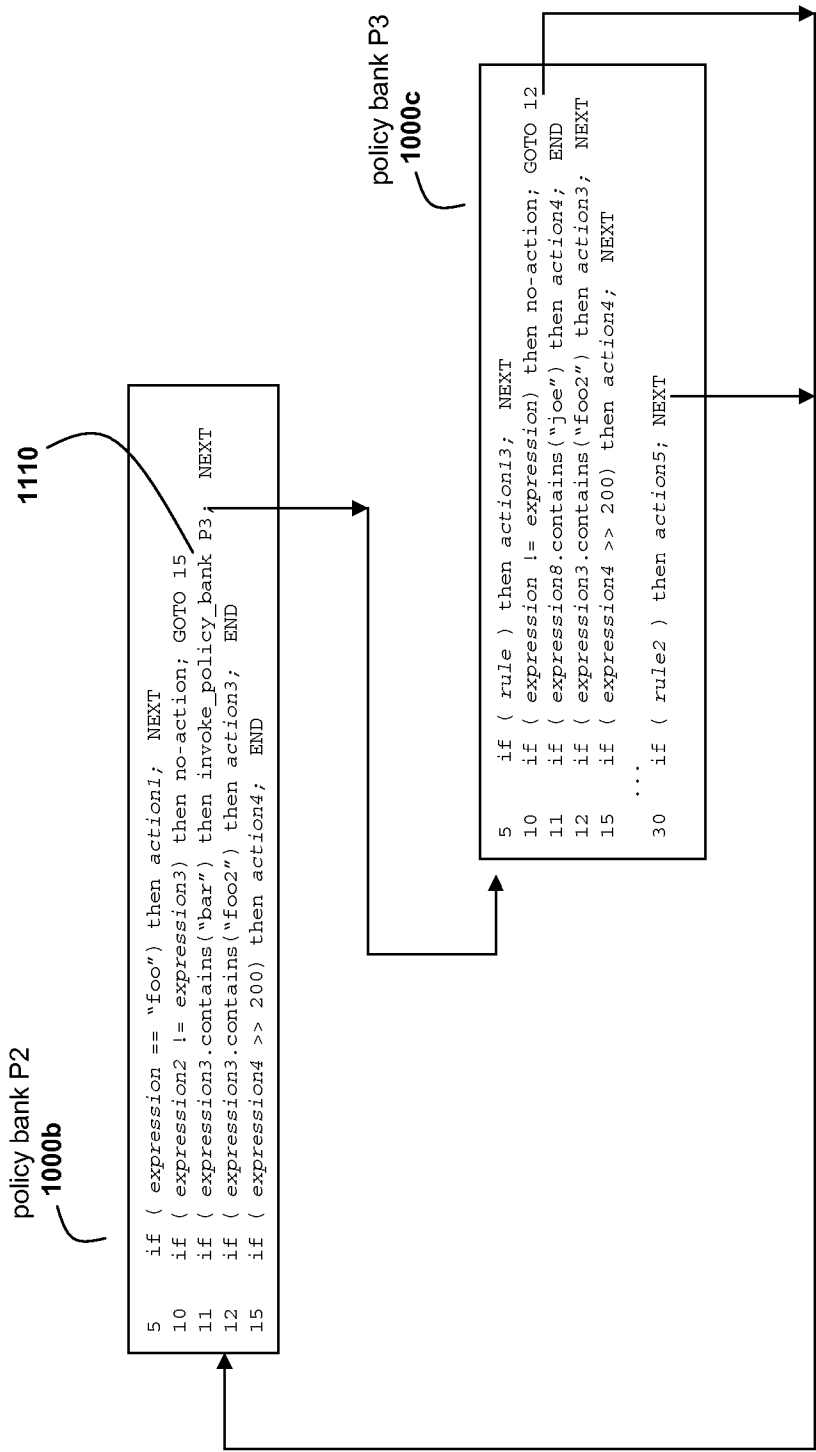 policy bank P2
1000b
1110
5 if ( expression == “foo”) then action1; NEXT
10 if ( expression2 != expression3) then no-action; GOTO 15
11 if ( expression3.contains(“bar”) then invoke_policy_bank P3; NEXT
12 if ( expression3.contains(“foo2”) then action3; END
15 if ( expression4 >> 200) then action4; END
policy bank P3
1000c
5 if ( rule ) then action13; NEXT
10 if ( expression != expression) then no-action; GOTO 12
11 if ( expression8.contains(“joe”) then action4; END
12 if ( expression3.contains(“foo2”) then action3; NEXT
15 if ( expression4 >> 200) then action4; NEXT
...
30 if ( rule2 ) then action5; NEXT